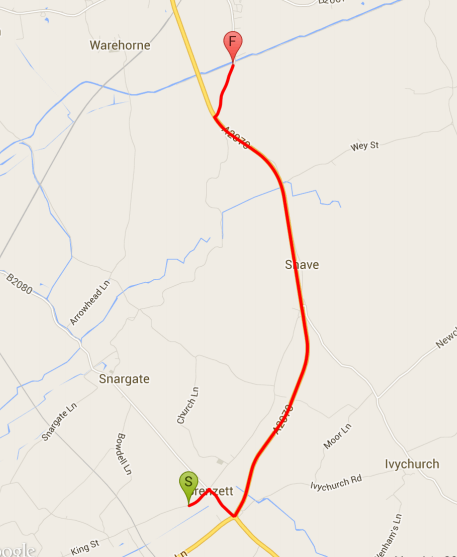 Warehorne
F
A2070
Wey St
Snave
B2080
Arrowhead Ln
Snargate
Church Ln
A2070
Snargate Ln
Bowdell Ln
Moor Ln
Ivychurch
Ivychurch Rd
S
Brenzett
King St
Ln